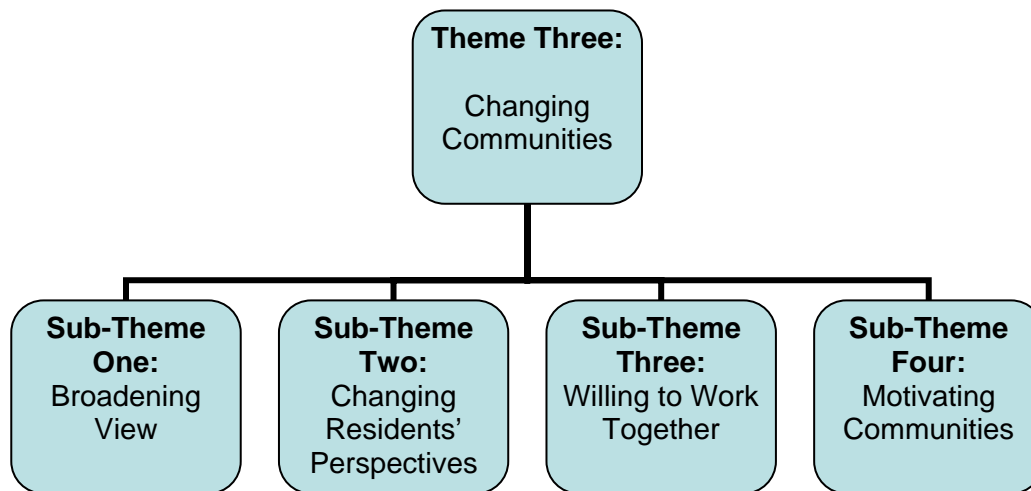 Theme Three:
Changing
Communities
Sub-Theme
One:
Broadening
View
Sub-Theme
Two:
Changing
Residents’
Perspectives
Sub-Theme
Three:
Willing to Work
Together
Sub-Theme
Four:
Motivating
Communities